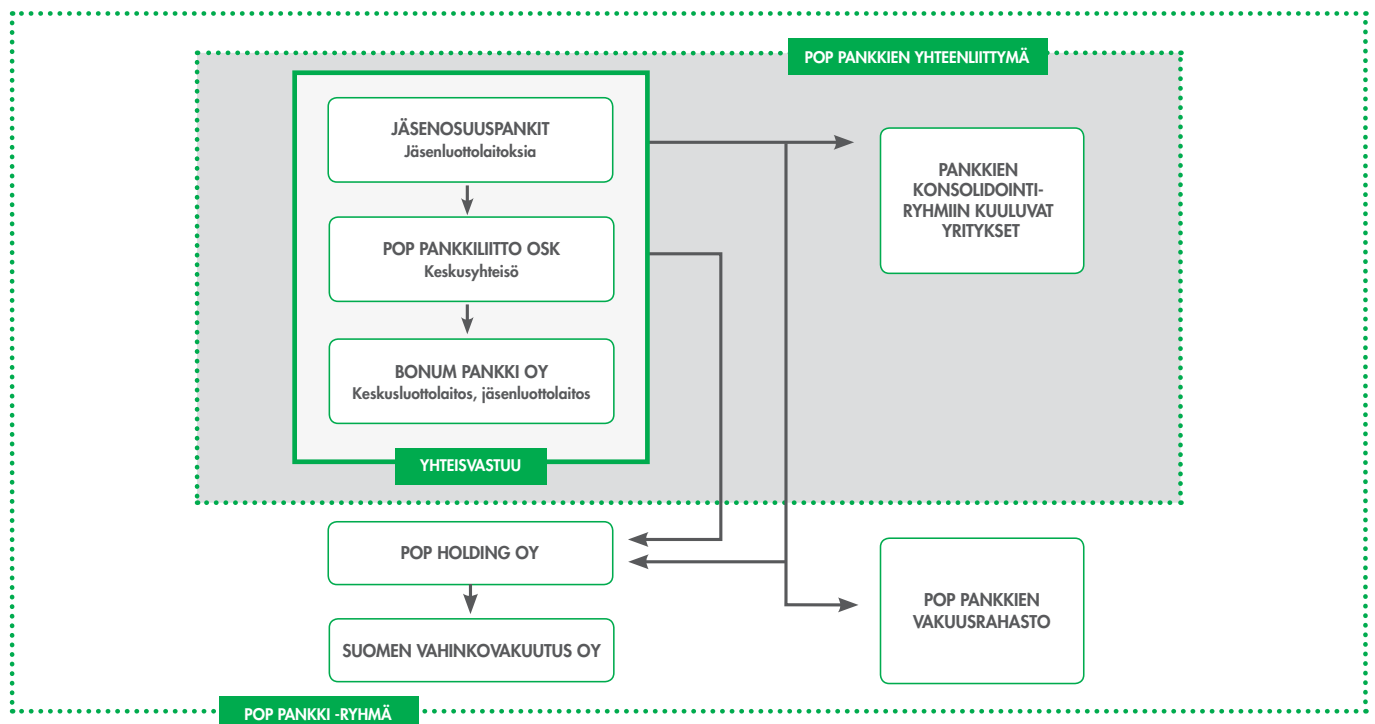 POP PANKKIEN YHTEENLIITTYMÄ
JÄSENOSUUSPANKIT
Jäsenluottolaitoksia
POP PANKKILIITTO OSK
Keskusyhteisö
BONUM PANKKI OY
Keskusluottolaitos, jäsenluottolaitos
YHTEISVASTUU
PANKKIEN
KONSOLIDOINTI-
RYHMIIN KUULUVAT
YRITYKSET
POP HOLDING OY
SUOMEN VAHINKOVAKUUTUS OY
POP PANKKIEN
VAKUUSRAHASTO
POP PANKKI -RYHMÄ